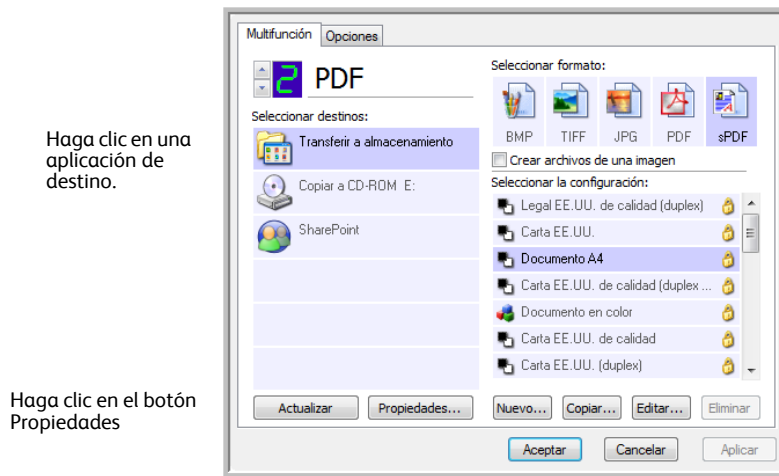 Haga clic en una
aplicación de
destino.
Haga clic en el botón
Propiedades
Multifunción
Opciones
2 PDF
Seleccionar destinos:
Transferir a almacenamiento
Copiar a CD-ROM E:
SharePoint
Actualizar
Propiedades...
Seleccionar formato:
BMP TIFF JPG PDF sPDF
Crear archivos de una imagen
Seleccionar la configuración:
Legal EE.UU. de calidad (duplex)
Carta EE.UU.
Documento A4
Carta EE.UU. de calidad (duplex ...
Documento en color
Carta EE.UU. de calidad
Carta EE.UU. (duplex)
Nuevo... Copiar... Editar... Eliminar
Aceptar Cancelar Aplicar